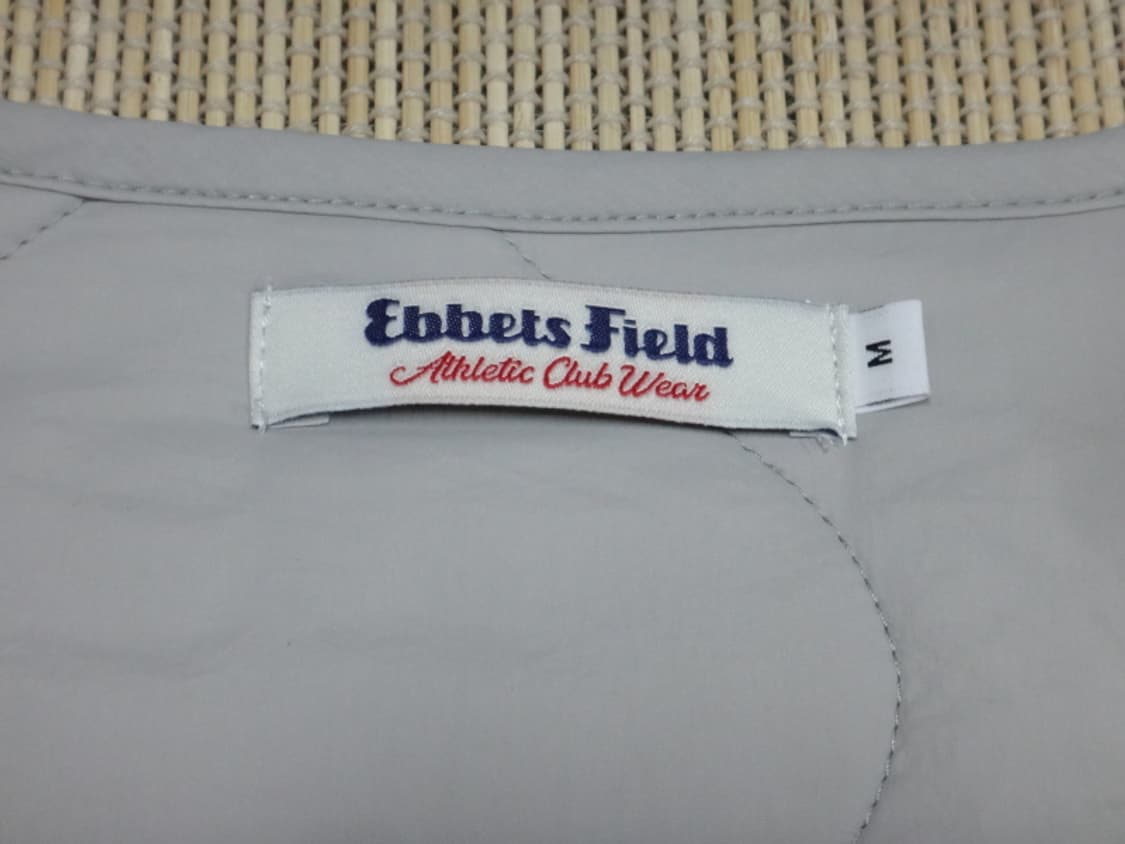 Ebbets Field
Athletic Club Wear
M